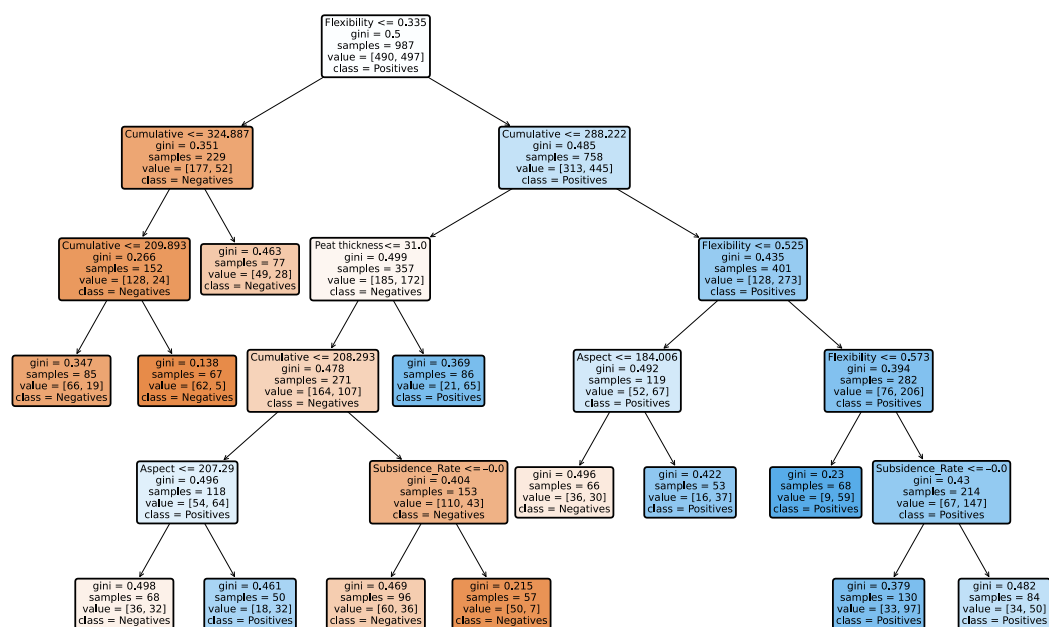 Flexibility <= 0.335
gini = 0.5
samples = 987
value = [490, 497]
class = Positives
Cumulative <= 324.887
gini = 0.351
samples = 229
value = [177, 52]
class = Negatives
Cumulative <= 288.222
gini = 0.485
samples = 758
value = [313, 445]
class = Positives
Cumulative <= 209.893
gini = 0.266
samples = 152
value = [128, 24]
class = Negatives
gini = 0.463
samples = 77
value = [49, 28]
class = Negatives
Peat thickness<= 31.0
gini = 0.499
samples = 357
value = [185, 172]
class = Negatives
Flexibility <= 0.525
gini = 0.435
samples = 401
value = [128, 273]
class = Positives
gini = 0.347
samples = 85
value = [66, 19]
class = Negatives
gini = 0.138
samples = 67
value = [62, 5]
class = Negatives
Cumulative <= 208.293
gini = 0.478
samples = 271
value = [164, 107]
class = Negatives
gini = 0.369
samples = 86
value = [21, 65]
class = Positives
Aspect <= 184.006
gini = 0.492
samples = 119
value = [52, 67]
class = Positives
Flexibility <= 0.573
gini = 0.394
samples = 282
value = [76, 206]
class = Positives
Aspect <= 207.29
gini = 0.496
samples = 118
value = [54, 64]
class = Positives
Subsidence_Rate <= −0.0
gini = 0.404
samples = 153
value = [110, 43]
class = Negatives
gini = 0.496
samples = 66
value = [36, 30]
class = Negatives
gini = 0.422
samples = 53
value = [16, 37]
class = Positives
gini = 0.23
samples = 68
value = [9, 59]
class = Positives
Subsidence_Rate <= −0.0
gini = 0.43
samples = 214
value = [67, 147]
class = Positives
gini = 0.498
samples = 68
value = [36, 32]
class = Negatives
gini = 0.461
samples = 50
value = [18, 32]
class = Positives
gini = 0.469
samples = 96
value = [60, 36]
class = Negatives
gini = 0.215
samples = 57
value = [50, 7]
class = Negatives
gini = 0.379
samples = 130
value = [33, 97]
class = Positives
gini = 0.482
samples = 84
value = [34, 50]
class = Positives